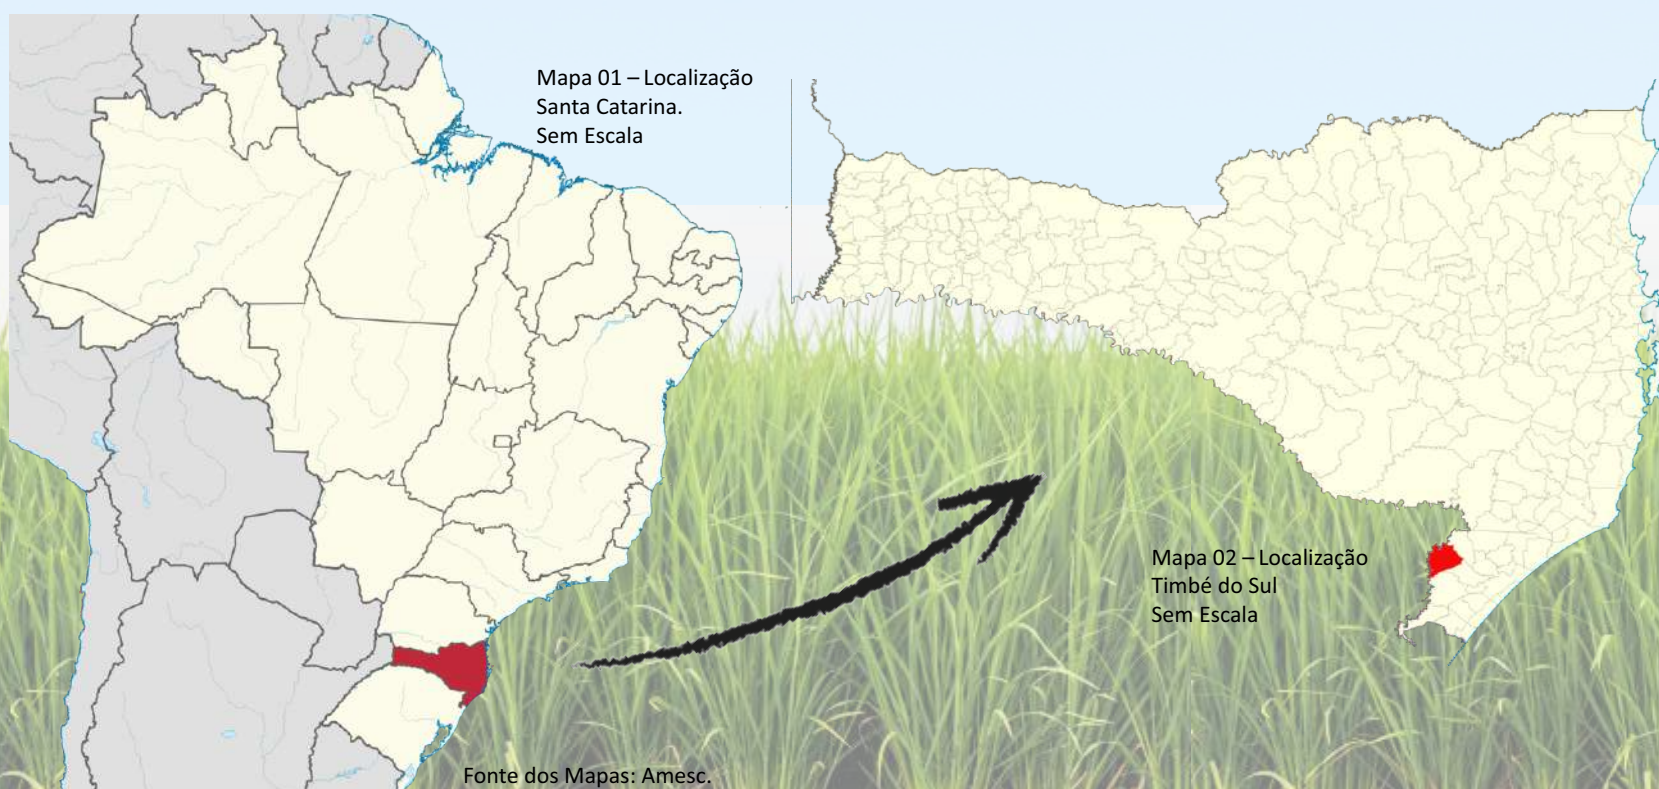 Mapa 01 – Localização
Santa Catarina.
Sem Escala
Mapa 02 – Localização
Timbé do Sul
Sem Escala
Fonte dos Mapas: Amesc.